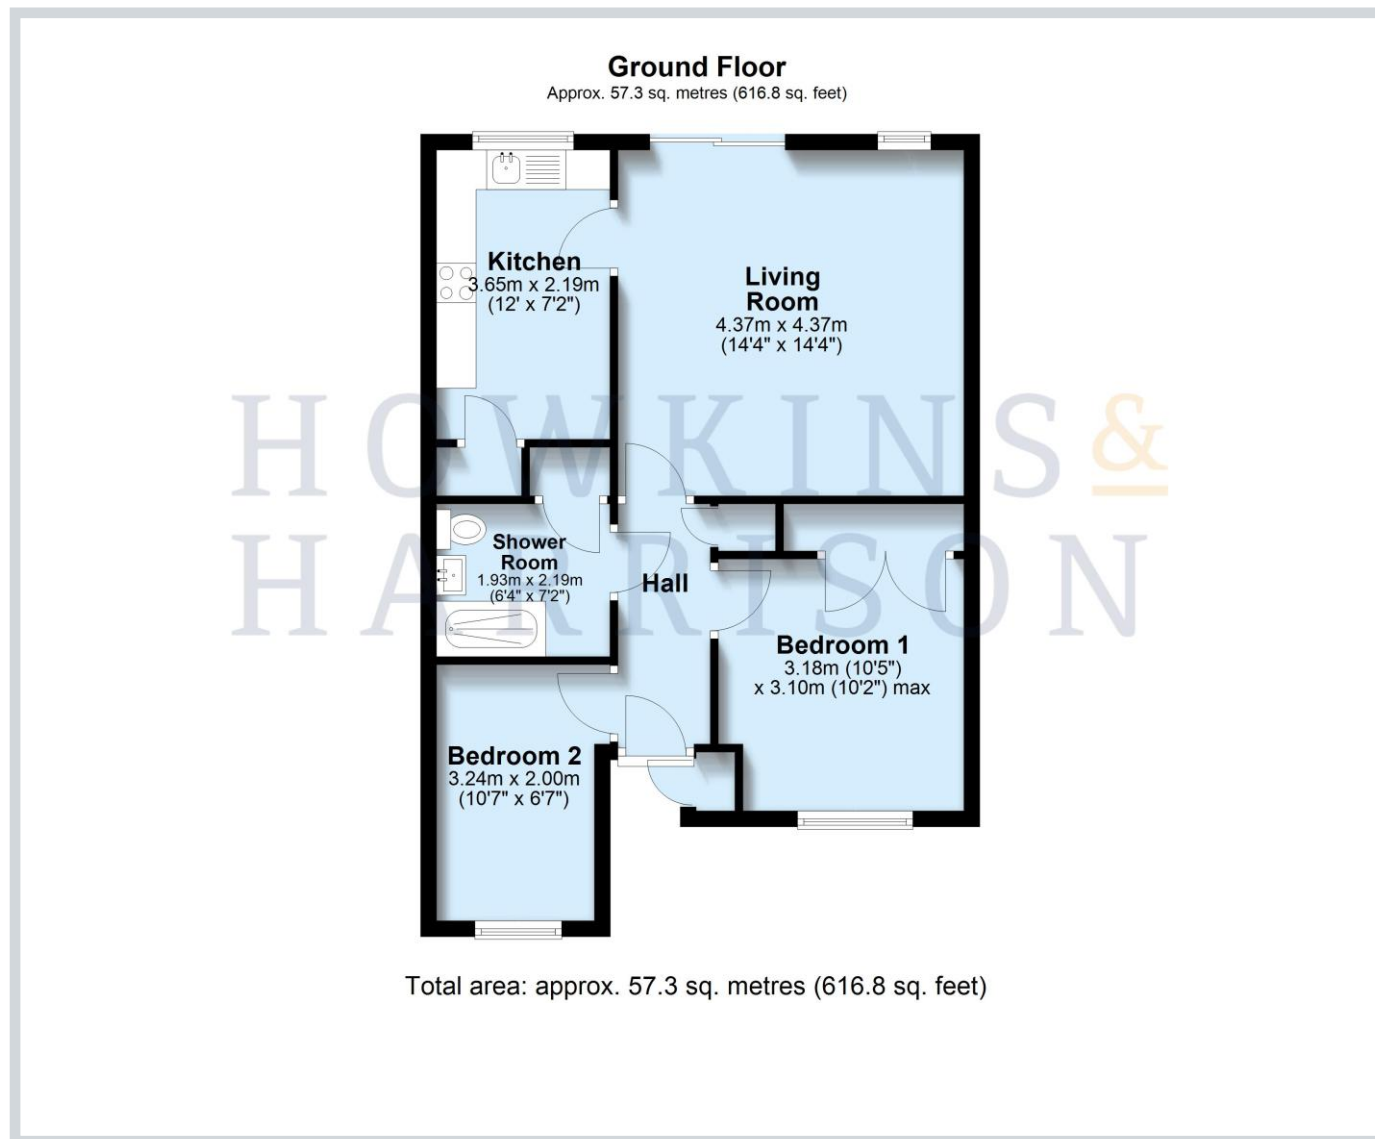 Ground Floor
Approx. 57.3 sq. metres (616.8 sq. feet)
Kitchen
3.65m x 2.19m
(12' x 7'2")
Living
Room
4.37m x 4.37m
(14'4" x 14'4")
HOWKINS &
HARRISON
Shower
Room
1.93m x 2.19m
(6'4" x 7'2")
Hall
Bedroom 1
3.18m (10'5")
x 3.10m (10'2") max
Bedroom 2
3.24m x 2.00m
(10'7" x 6'7")
Total area: approx. 57.3 sq. metres (616.8 sq. feet)